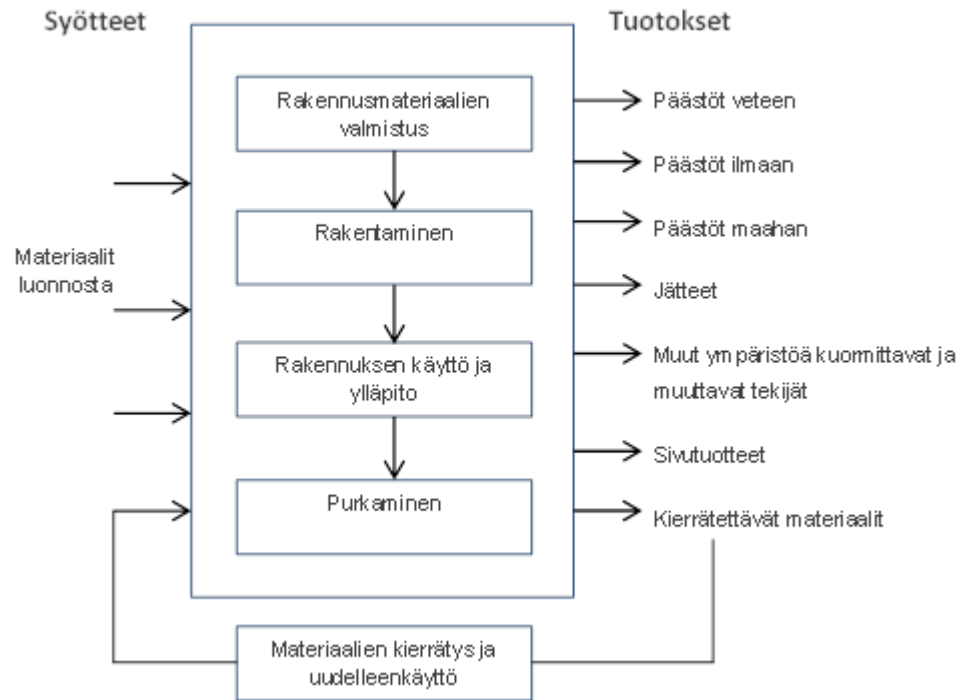 Syötteet
Tuotokset
Rakennusmateriaalien
valmistus
Rakentaminen
Rakennuksen käyttö ja
ylläpito
Purkaminen
Materiaalit
luonnosta
Päästöt veteen
Päästöt ilmaan
Päästöt maahan
Jätteet
Muut ympäristöä kuormittavat ja
muuttavat tekijät
Sivutuotteet
Kierrätettävät materiaalit
Materiaalien kierrätys ja
uudelleenkäyttö